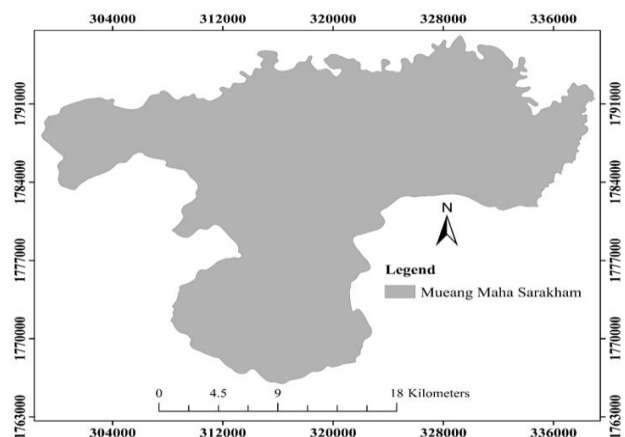 304000 312000 320000 328000 336000
1791000 1791000
1784000 1784000
N
1777000 1777000
Legend
Mueang Maha Sarakham
1770000 1770000
0 4.5 9 18 Kilometers
1763000 1763000
304000 312000 320000 328000 336000